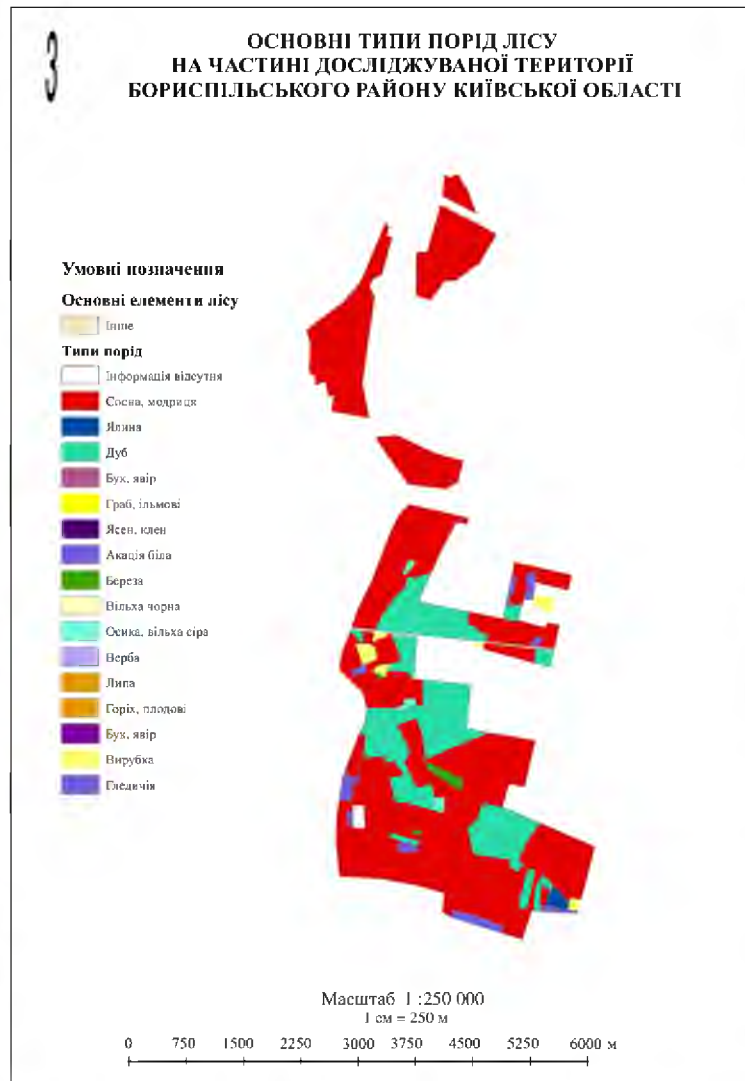 З
ОСНОВНІ ТИПИ ПОРІД ЛІСУ
НА ЧАСТИНІ ДОСЛІДЖУВАНОЇ ТЕРИТОРІЇ
БОРИСПІЛЬСЬКОГО РАЙОНУ КИЇВСЬКОЇ ОБЛАСТІ
Умовні позначення
Основні елементи лісу
Інше
Типи порід
Інформація відсутня
Сосна, модрина
Ялина
Дуб
Бух, явір
Граб, ільмові
Ясен, клен
Акація біла
Береза
Вільха чорна
Осика, вільха сіра
Верба
Липа
Горіх, плодові
Бух, явір
Вирубка
Гледичія
Масштаб 1 :250 000
1 см = 250 м
0 750 1500 2250 3000 3750 4500 5250 6000 м